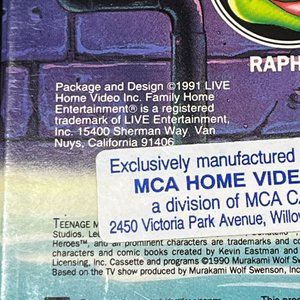 RAPH
Package and Design ©1991 LIVE
Home Video Inc. Family Home
Entertainment® is a registered
trademark of LIVE Entertainment,
Inc. 15400 Sherman Way Van
Nuys, California 91406
Exclusively manufactured
MCA HOME VIDE
a division of MCA C
2450 Victoria Park Avenue, Willo
TEENAGE M
Studios. Le
Heroes™, and all prominent characters are trademarks and co
characters and comic books created by Kevin Eastman and
Licensing, Inc. Cassette and programs ©1990 Murakami Wolf Sw
Based on the TV show produced by Murakami Wolf Swenson, Inc